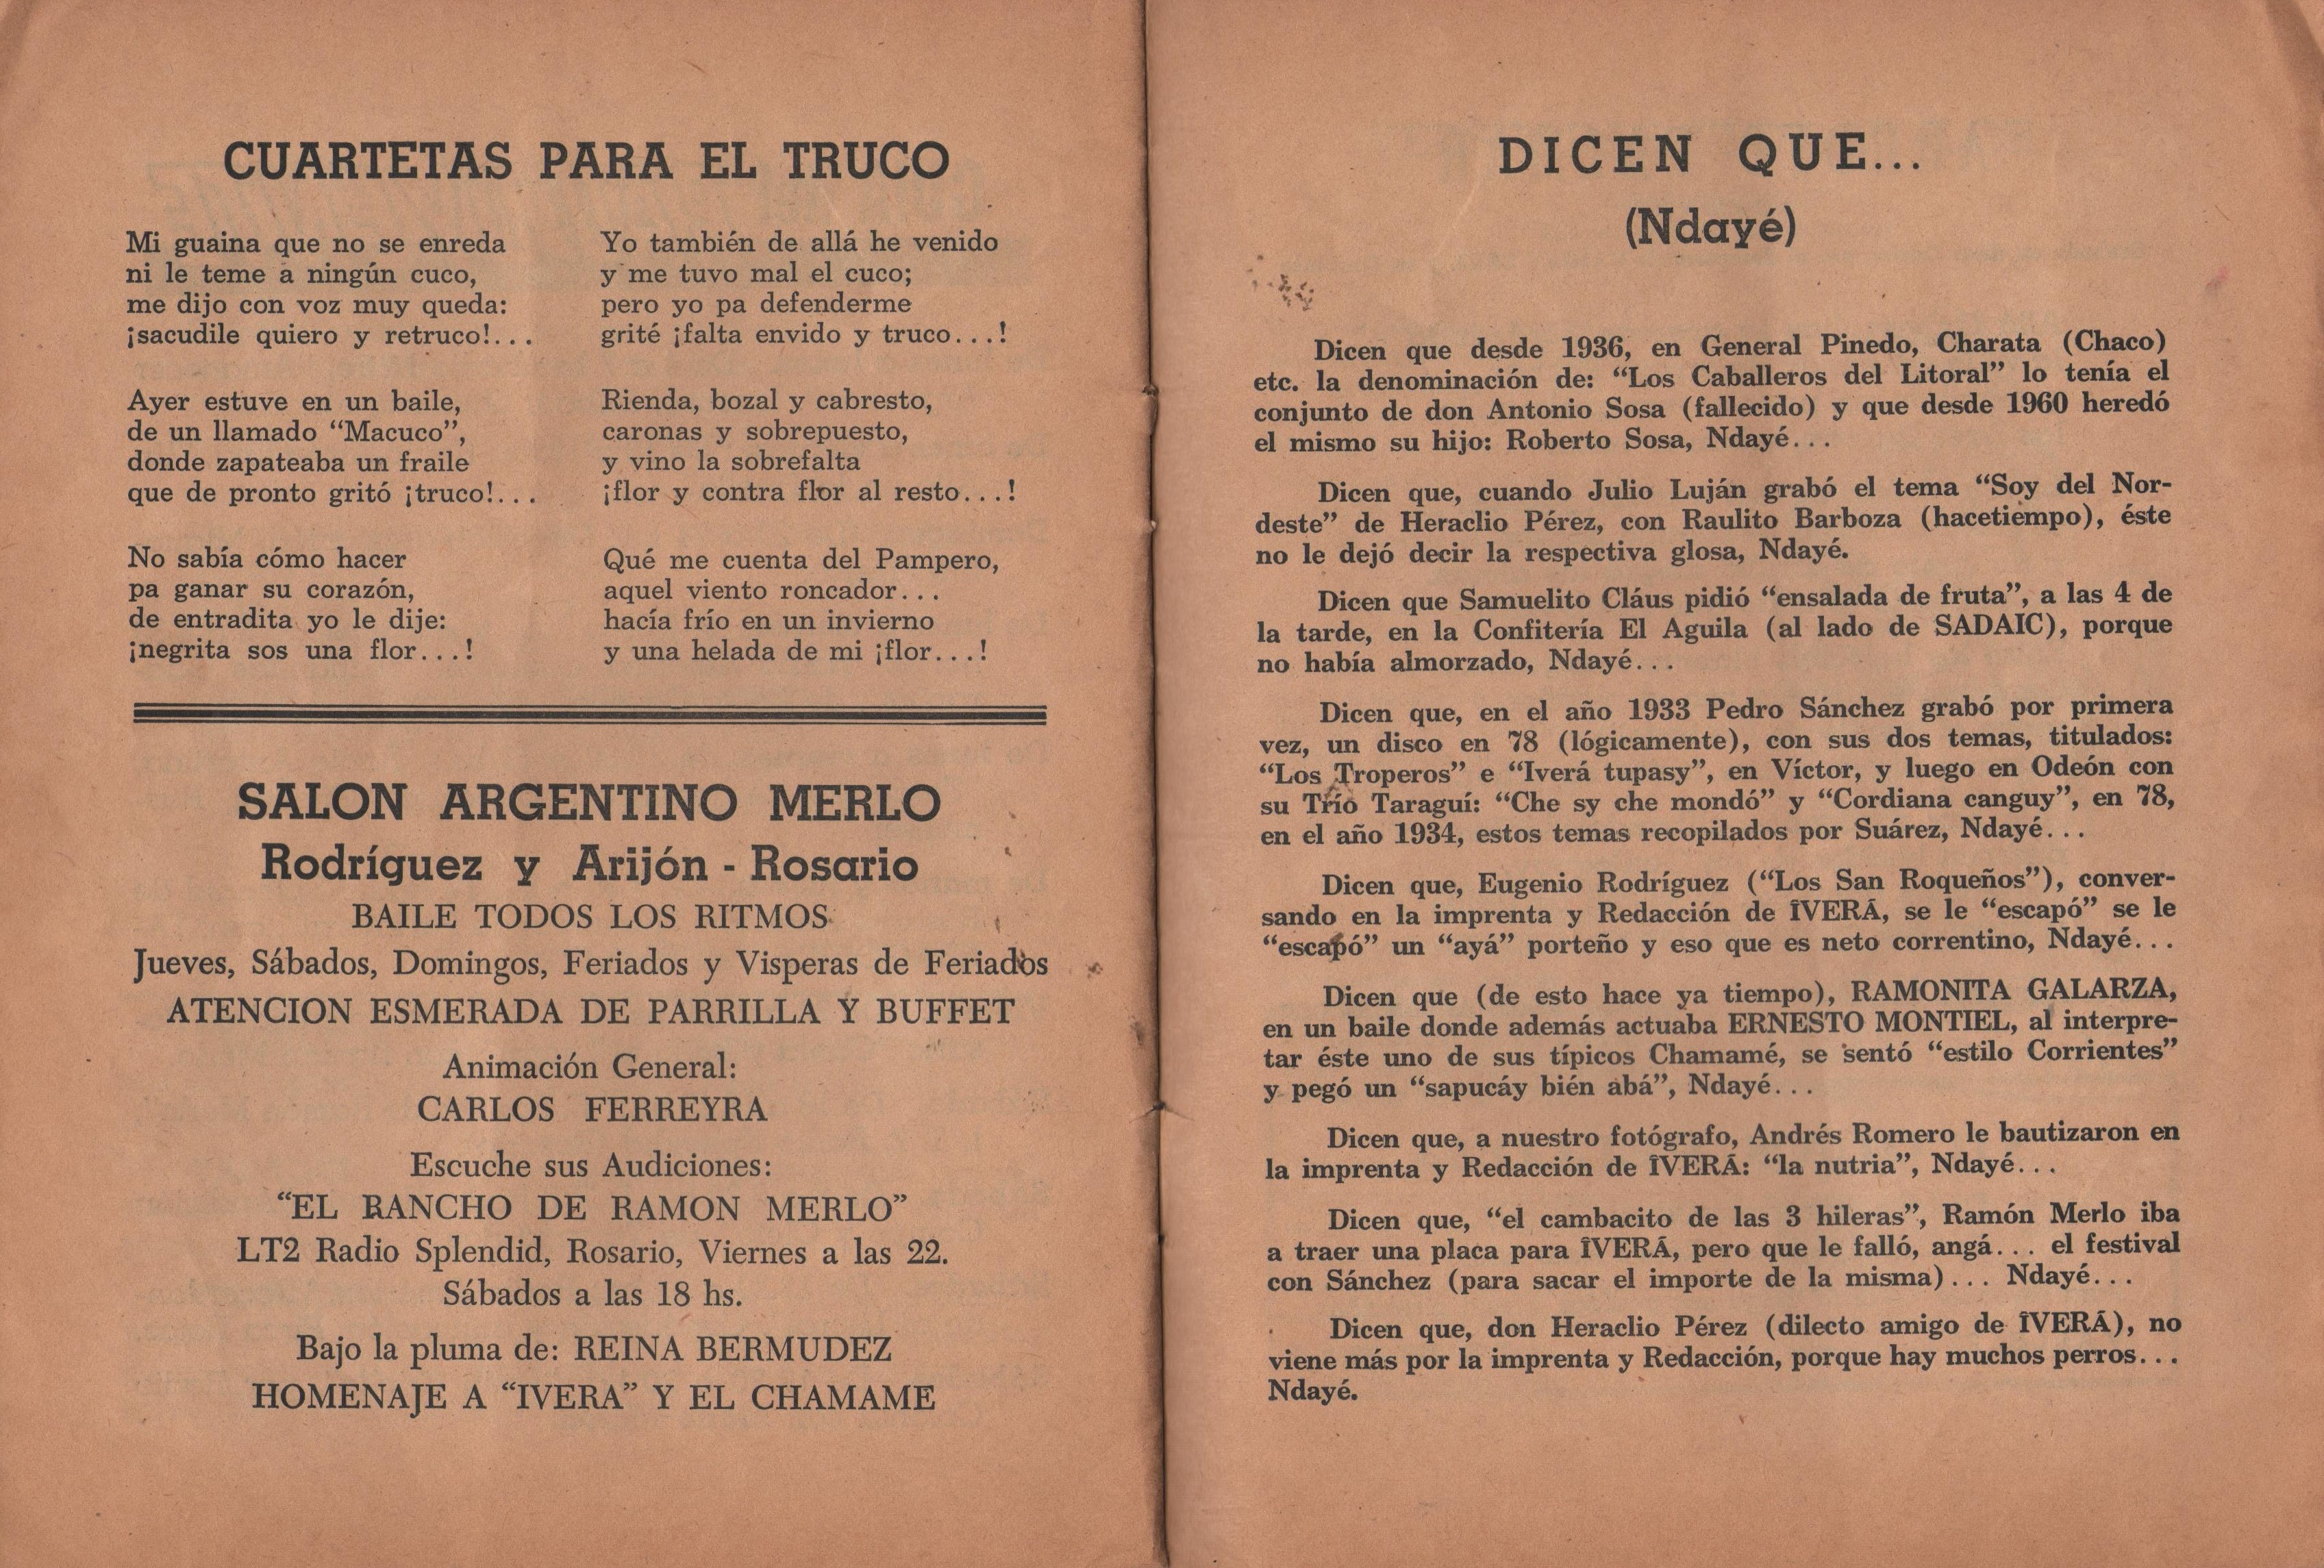 CUARTETAS PARA EL TRUCO
Mi guaina que no se enreda
ni le teme a ningún cuco,
me dijo con voz muy queda:
¡sacudile quiero y retruco!...
Ayer estuve en un baile,
de un llamado “Macuco”,
donde zapateaba un fraile
que de pronto gritó ¡truco!...
No sabía cómo hacer
pa ganar su corazón,
de entradita yo le dije:
¡negrita sos una flor...!
Yo también de allá he venido
y me tuvo mal el cuco;
pero yo pa defenderme
grité ¡falta envido y truco...!
Rienda, bozal y cabresto,
caronas y sobrepuesto,
y vino la sobrefalta
¡flor y contra flor al resto...!
Qué me cuenta del Pampero,
aquel viento roncador...
hacía frío en un invierno
y una helada de mi ¡flor...!
SALON ARGENTINO MERLO
Rodríguez y Arijón - Rosario
BAILE TODOS LOS RITMOS
Jueves, Sábados, Domingos, Feriados y Visperas de Feriados
ATENCION ESMERADA DE PARRILLA Y BUFFET
Animación General:
CARLOS FERREYRA
Escuche sus Audiciones:
“EL RANCHO DE RAMON MERLO”
LT2 Radio Splendid, Rosario, Viernes a las 22.
Sábados a las 18 hs.
Bajo la pluma de: REINA BERMUDEZ
HOMENAJE A “IVERA” Y EL CHAMAME
DICEN QUE...
(Ndayé)
Dicen que desde 1936, en General Pinedo, Charata (Chaco)
etc. la denominación de: “Los Caballeros del Litoral” lo tenía el
conjunto de don Antonio Sosa (fallecido) y que desde 1960 heredó
el mismo su hijo: Roberto Sosa, Ndayé...
Dicen que, cuando Julio Luján grabó el tema “Soy del Nor-
deste” de Heraclio Pérez, con Raulito Barboza (hacetiempo), éste
no le dejó decir la respectiva glosa, Ndayé.
Dicen que Samuelito Cláus pidió “ensalada de fruta”, a las 4 de
la tarde, en la Confitería El Aguila (al lado de SADAIC), porque
no había almorzado, Ndayé...
Dicen que, en el año 1933 Pedro Sánchez grabó por primera
vez, un disco en 78 (lógicamente), con sus dos temas, titulados:
“Los Troperos” e “Iverá tupasy”, en Víctor, y luego en Odeón con
su Trío Taraguí: “Che sy che mondó” y “Cordiana canguy”, en 78,
en el año 1934, estos temas recopilados por Suárez, Ndayé...
Dicen que, Eugenio Rodríguez (“Los San Roqueños”), conver-
sando en la imprenta y Redacción de ÎVERÁ, se le “escapó” se le
“escapó” un “ayá” porteño y eso que es neto correntino, Ndayé...
Dicen que (de esto hace ya tiempo), RAMONITA GALARZA,
en un baile donde además actuaba ERNESTO MONTIEL, al interpre-
tar éste uno de sus típicos Chamamé, se sentó “estilo Corrientes”
y pegó un “sapucáy bién abá”, Ndayé...
Dicen que, a nuestro fotógrafo, Andrés Romero le bautizaron en
la imprenta y Redacción de ÎVERÁ: “la nutria”, Ndayé...
Dicen que, “el cambacito de las 3 hileras”, Ramón Merlo iba
a traer una placa para ÎVERÁ, pero que le falló, angá... el festival
con Sánchez (para sacar el importe de la misma)... Ndayé...
Dicen que, don Heraclio Pérez (dilecto amigo de ÎVERÁ), no
viene más por la imprenta y Redacción, porque hay muchos perros...
Ndayé.